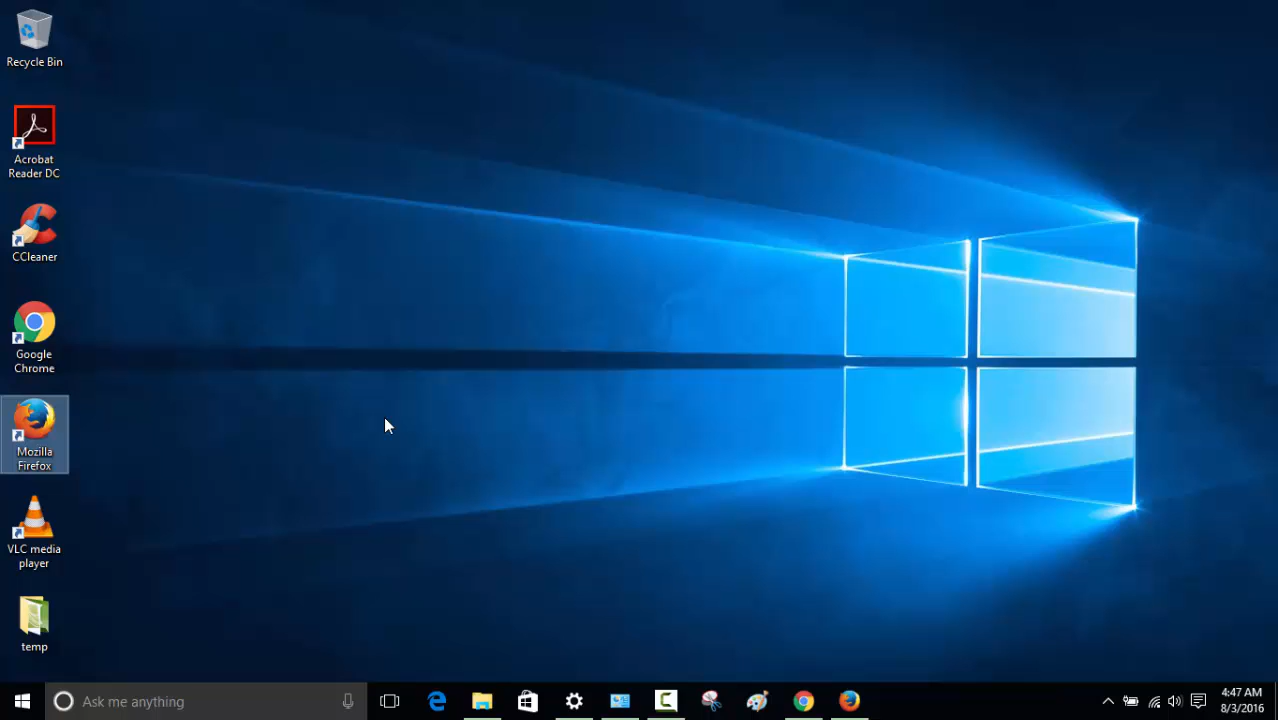 Recycle Bin
Acrobat
Reader DC
CCleaner
Google
Chrome
Mozilla
Firefox
VLC media
player
temp
Ask me anything
4:47 AM
8/3/2016